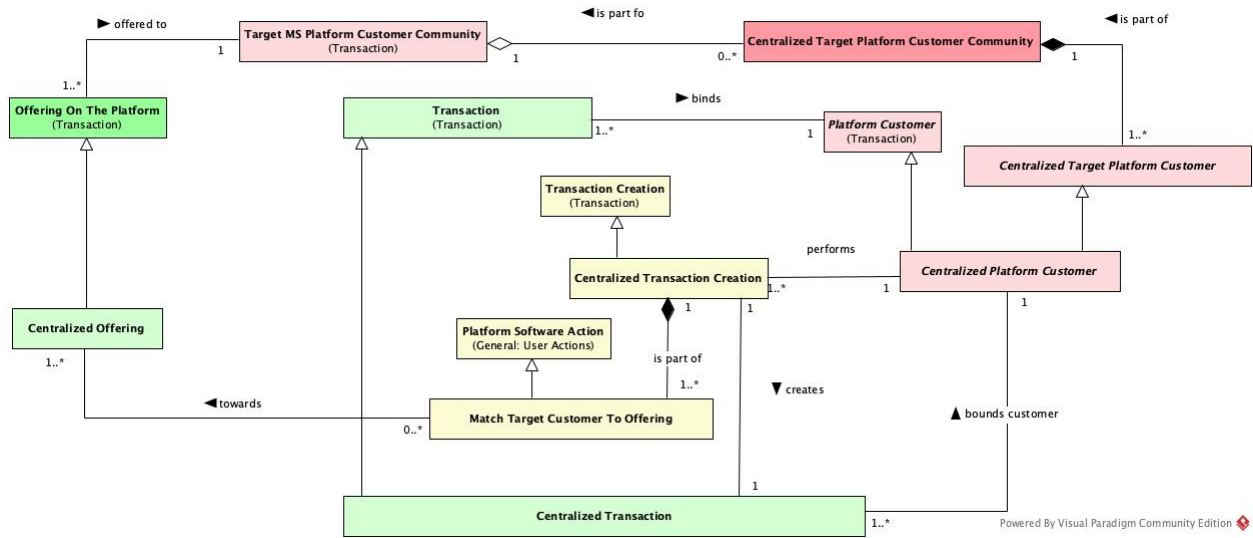 ► offered to
◄ is part fo
◄ is part of
Target MS Platform Customer Community
(Transaction)
Centralized Target Platform Customer Community
1
1
0..*
1
1..*
Offering On The Platform
(Transaction)
Transaction
(Transaction)
► binds
1..*
1
Platform Customer
(Transaction)
1..*
Centralized Target Platform Customer
Transaction Creation
(Transaction)
performs
Centralized Transaction Creation
1..*
1
Centralized Platform Customer
1
1
1
Centralized Offering
Platform Software Action
(General: User Actions)
is part of
1..*
1..*
▼ creates
◄ towards
0..*
Match Target Customer To Offering
▲ bounds customer
1
Centralized Transaction
1..*
Powered By Visual Paradigm Community Edition